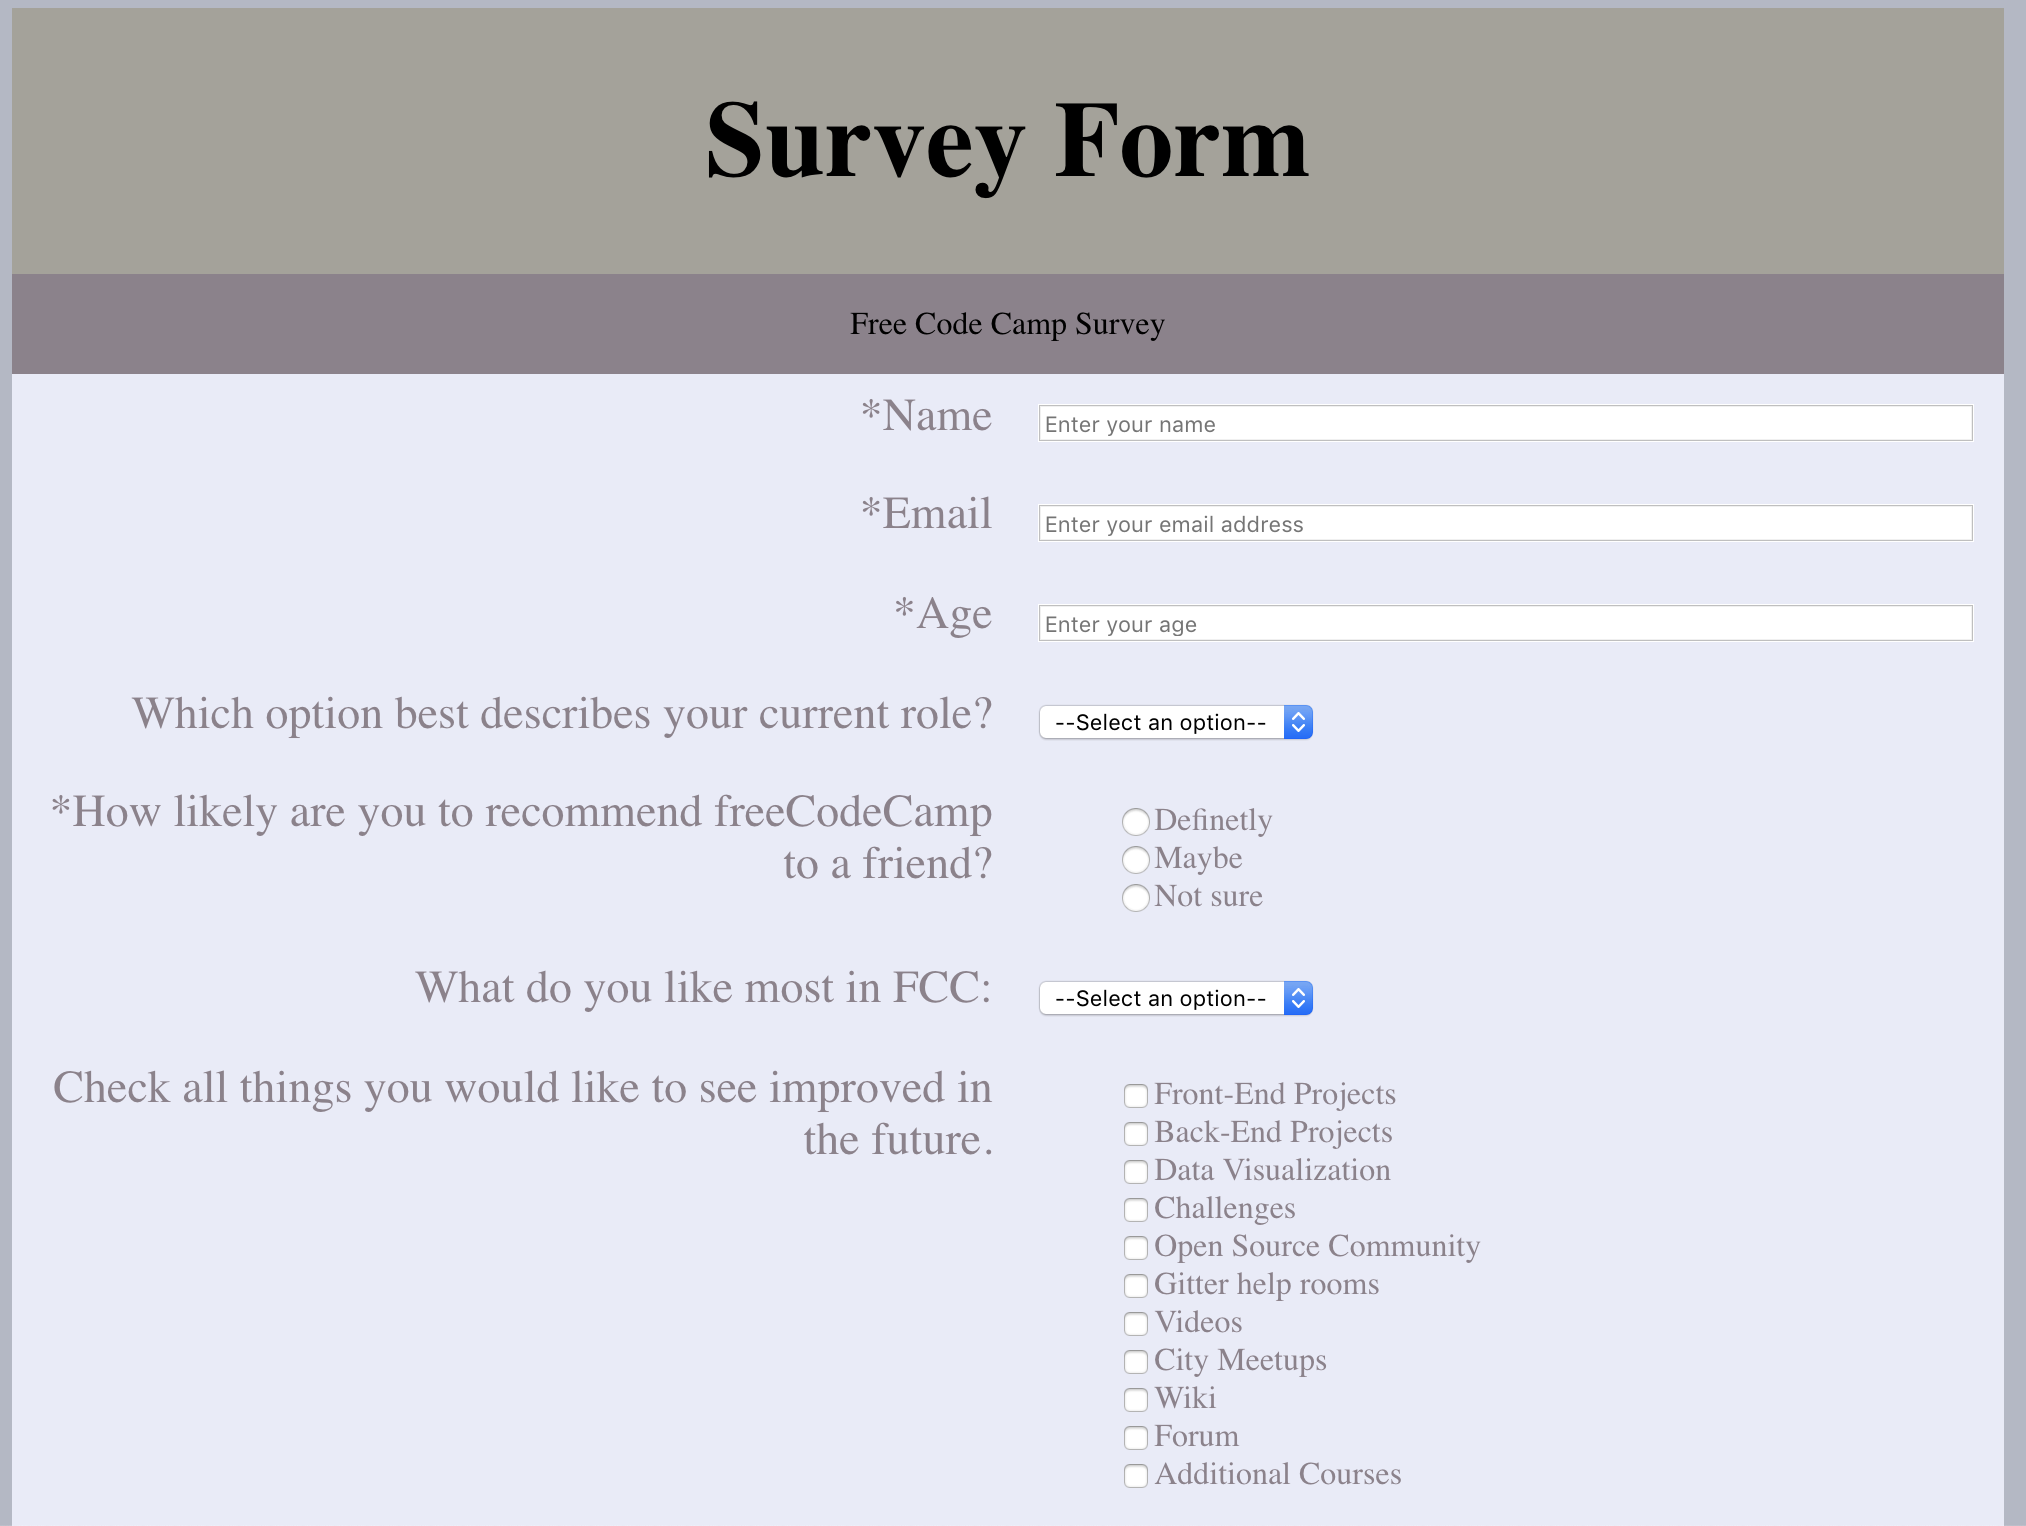 Survey Form
Free Code Camp Survey
*Name
Enter your name
*Email
Enter your email address
*Age
Enter your age
Which option best describes your current role?
--Select an option--
*How likely are you to recommend freeCodeCamp
to a friend?
Definetly
Maybe
Not sure
What do you like most in FCC:
--Select an option--
Check all things you would like to see improved in
the future.
Front-End Projects
Back-End Projects
Data Visualization
Challenges
Open Source Community
Gitter help rooms
Videos
City Meetups
Wiki
Forum
Additional Courses